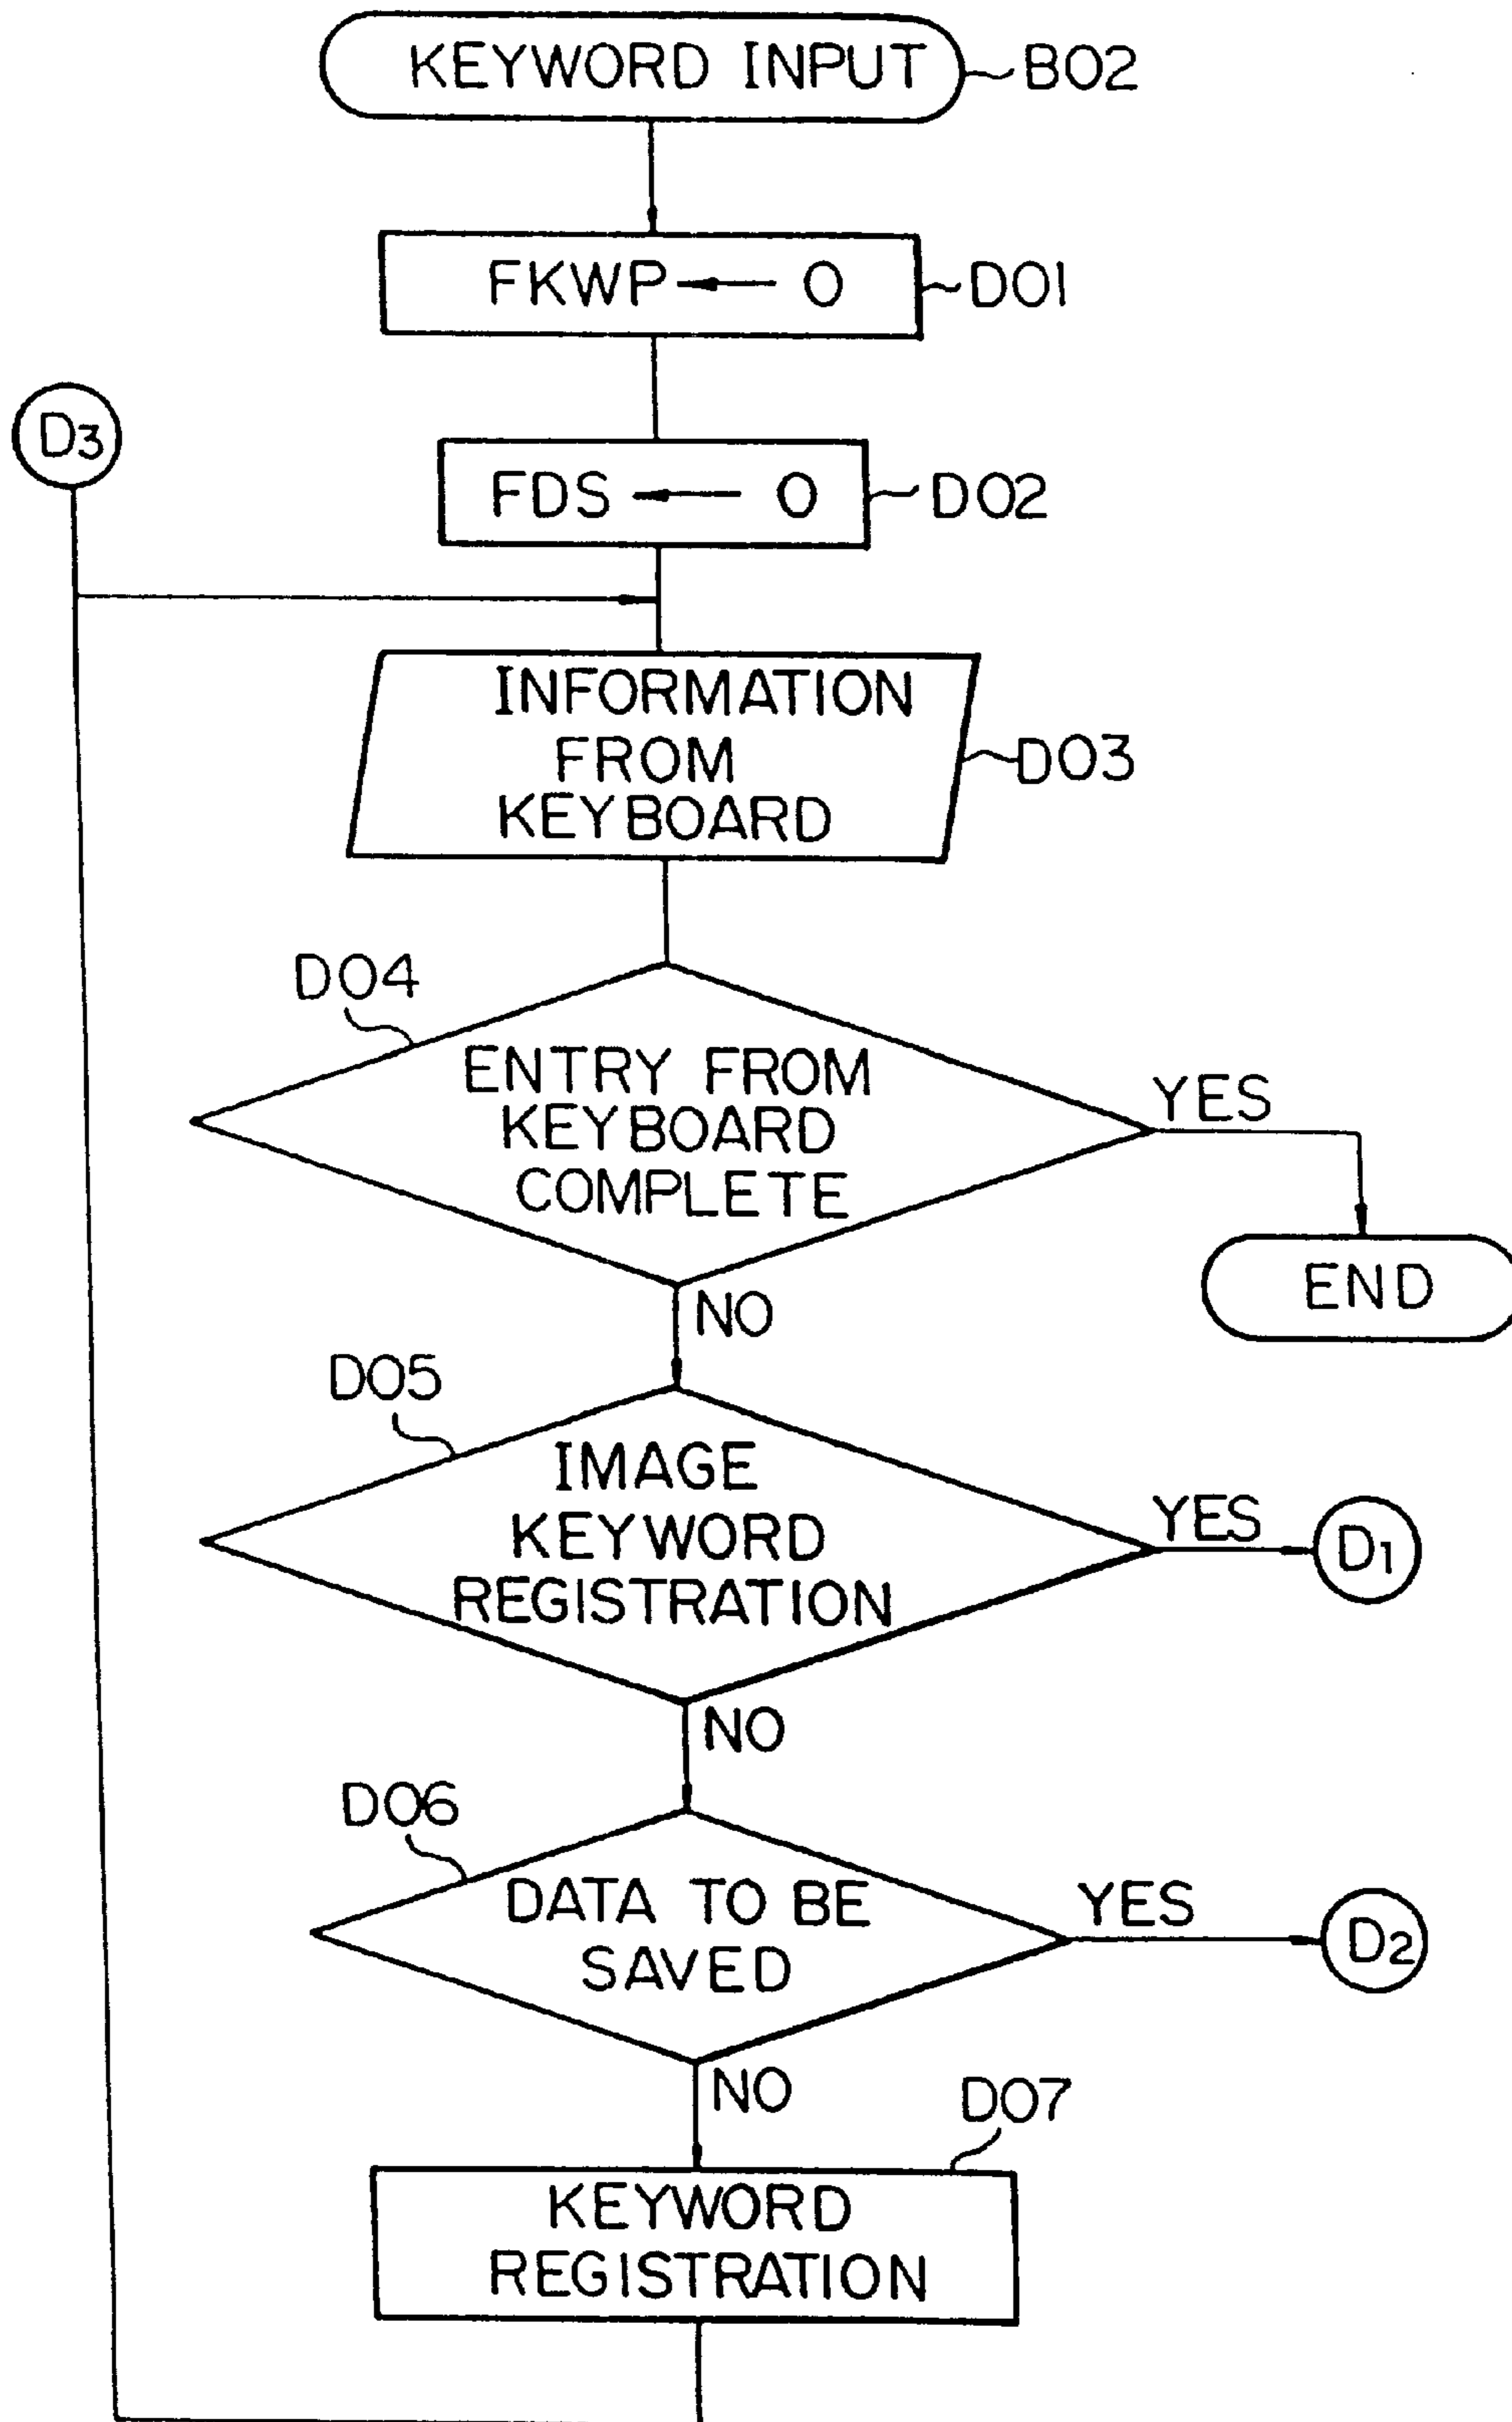 KEYWORD INPUT
B02
FKWP ← 0
D01
D3
FDS ← 0
D02
INFORMATION
FROM
KEYBOARD
D03
D04
ENTRY FROM
KEYBOARD
COMPLETE
YES
END
NO
D05
IMAGE
KEYWORD
REGISTRATION
YES
D1
NO
D06
DATA TO BE
SAVED
YES
D2
NO
D07
KEYWORD
REGISTRATION